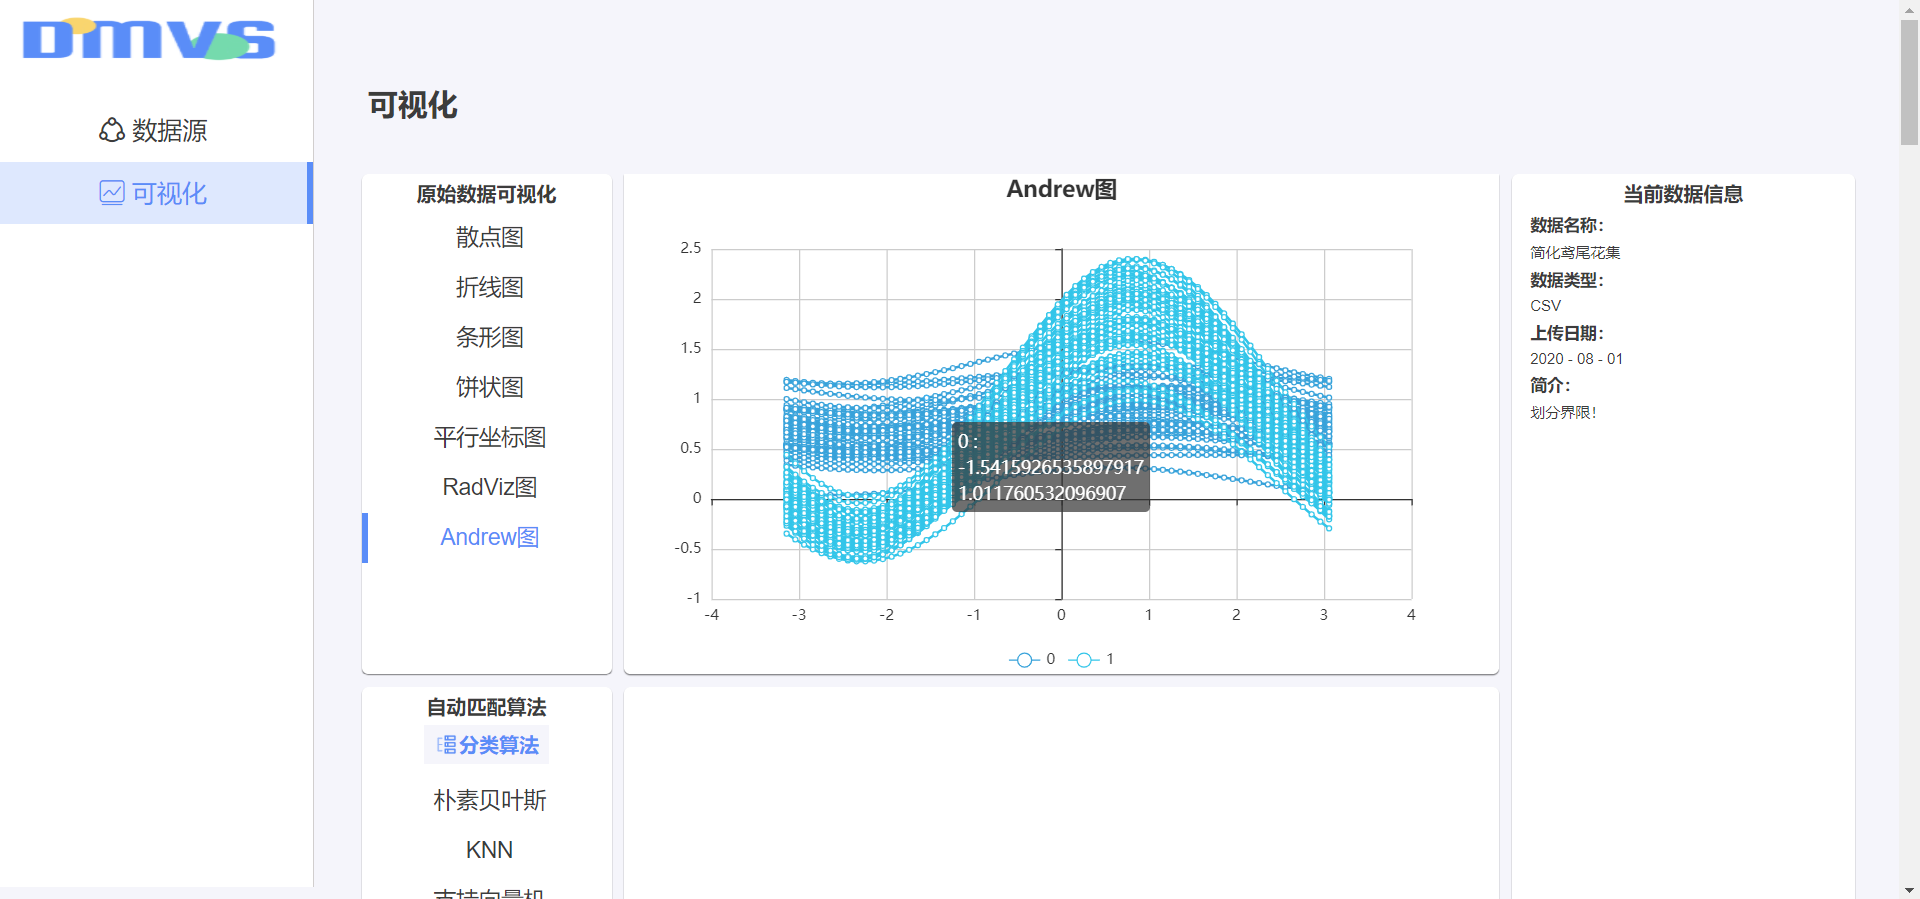 DMVS
数据源
可视化
可视化
原始数据可视化
散点图
折线图
条形图
饼状图
平行坐标图
RadViz图
Andrew图
Andrew图
2.5
2
1.5
1
0.5
0
-0.5
-1
-4
-3
-2
-1
0
1
2
3
4
0 :
-1.5415926535897917
1.011760532096907
0
1
当前数据信息
数据名称：
简化鸢尾花集
数据类型：
CSV
上传日期：
2020 - 08 - 01
简介：
划分界限！
自动匹配算法
分类算法
朴素贝叶斯
KNN
支持向量机